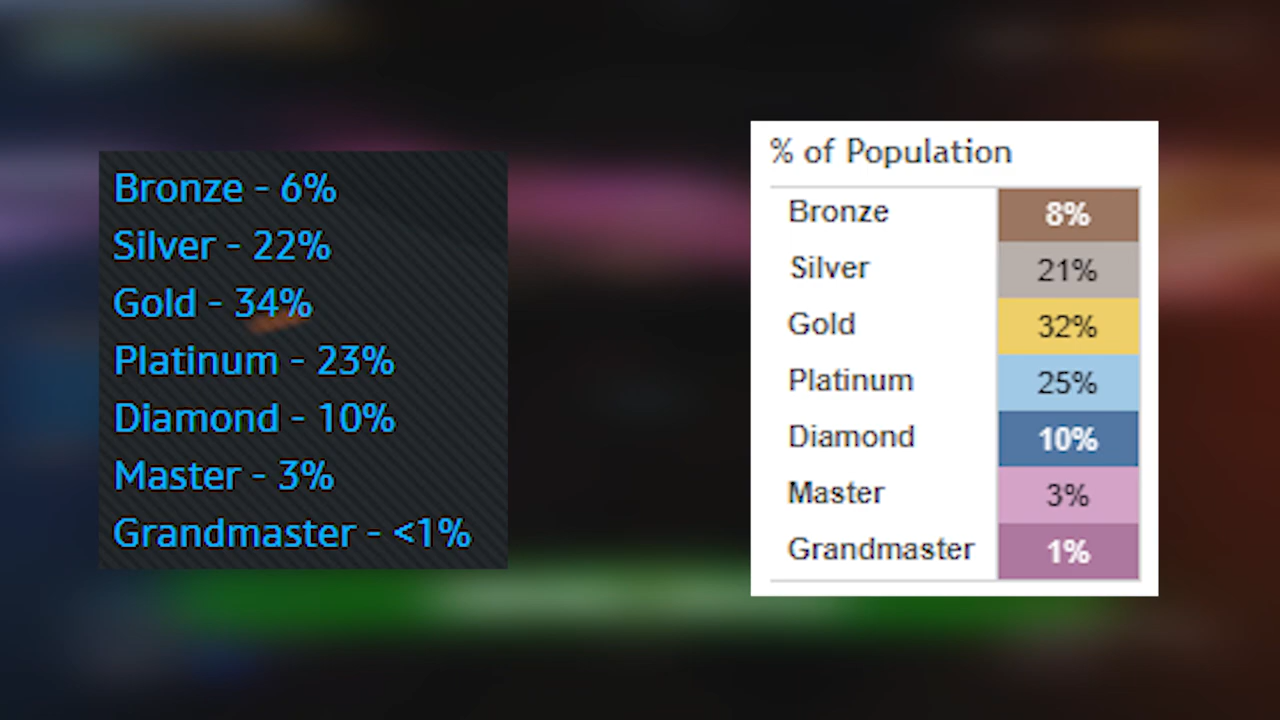 Bronze - 6%
Silver - 22%
Gold - 34%
Platinum - 23%
Diamond - 10%
Master - 3%
Grandmaster - <1%
% of Population
Bronze 8%
Silver 21%
Gold 32%
Platinum 25%
Diamond 10%
Master 3%
Grandmaster 1%